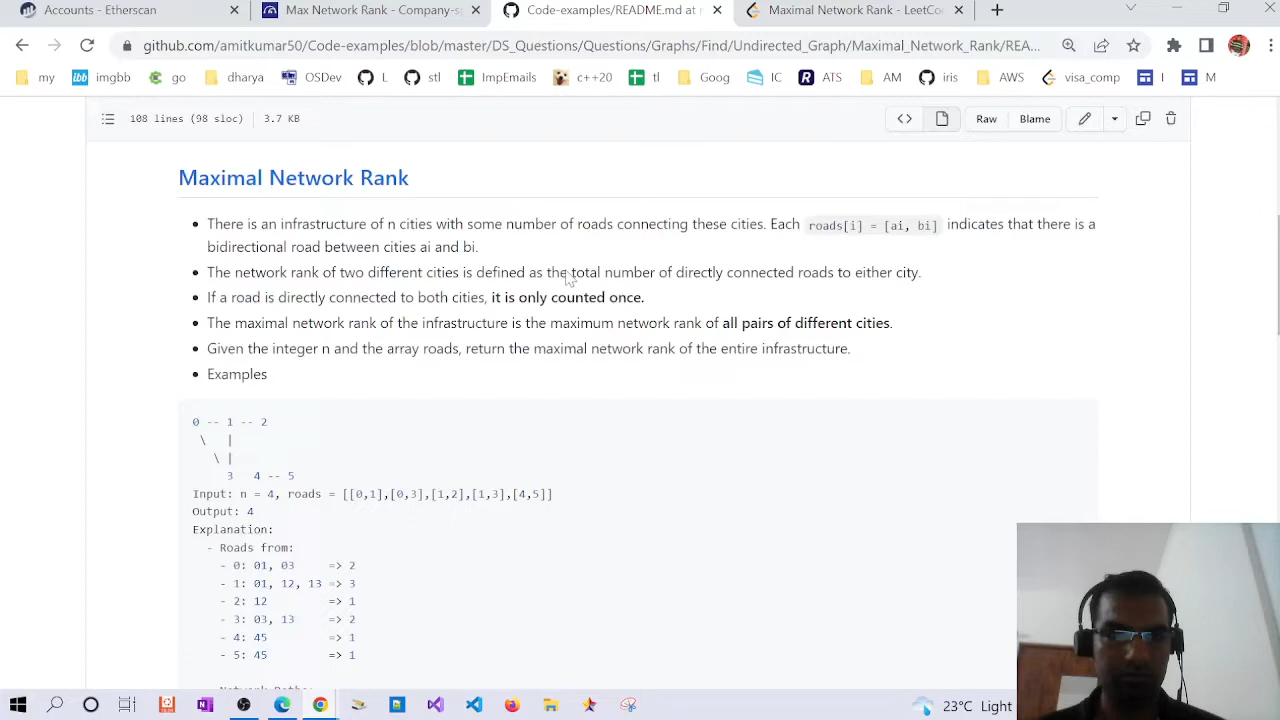 Accounts - Etherscan
Max Network Rank - Company-s
Code-examples/README.md at
Maximal Network Rank - LeetCo
github.com/amitkumar50/Code-examples/blob/master/DS_Questions/Questions/Graphs/Find/Undirected_Graph/Maximal_Network_Rank/REA...
my imgbb go dharya OSDev L stl ImpEmails c++20 tl Goog IC ATS AM iris AWS visa_comp I M
108 lines (98 sloc) 3.7 KB
Raw Blame
Maximal Network Rank
There is an infrastructure of n cities with some number of roads connecting these cities. Each roads[i] = [ai, bi] indicates that there is a
bidirectional road between cities ai and bi.
The network rank of two different cities is defined as the total number of directly connected roads to either city.
If a road is directly connected to both cities, it is only counted once.
The maximal network rank of the infrastructure is the maximum network rank of all pairs of different cities.
Given the integer n and the array roads, return the maximal network rank of the entire infrastructure.
Examples
0 -- 1 -- 2
\ |
\ |
3 4 -- 5
Input: n = 4, roads = [[0,1],[0,3],[1,2],[1,3],[4,5]]
Output: 4
Explanation:
- Roads from:
- 0: 01, 03 => 2
- 1: 01, 12, 13 => 3
- 2: 12 => 1
- 3: 03, 13 => 2
- 4: 45 => 1
- 5: 45 => 1
23°C Light